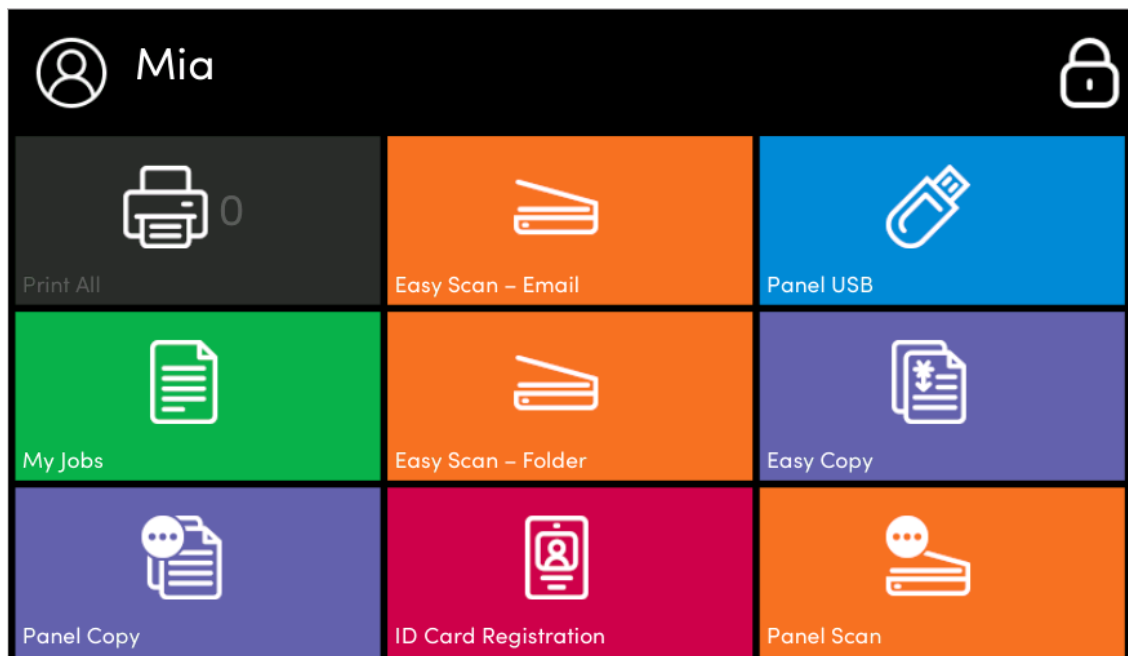 Mia
0
Print All
Easy Scan – Email
Panel USB
My Jobs
Easy Scan – Folder
¥
Easy Copy
Panel Copy
ID Card Registration
Panel Scan